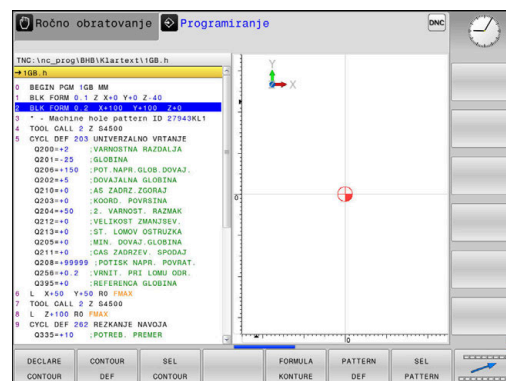 Ročno obratovanje
Programiranje
DNC
TNC:\nc_prog\BHB\Klartext\1GB.h
→1GB.h
0 BEGIN PGM 1GB MM
1 BLK FORM 0.1 Z X+0 Y+0 Z-40
2 BLK FORM 0.2 X+100 Y+100 Z+0
3 * - Machine hole pattern ID 27943KL1
4 TOOL CALL 2 Z S4500
5 CYCL DEF 203 UNIVERZALNO VRTANJE
Q200=+2 ;VARNOSTNA RAZDALJA
Q201=-25 ;GLOBINA
Q206=+150 ;POT.NAPR.GLOB.DOVAJ.
Q202=+5 ;DOVAJALNA GLOBINA
Q210=+0 ;AS ZADRZ.ZGORAJ
Q203=+0 ;KOORD. POVRSINA
Q204=+50 ;2. VARNOST. RAZMAK
Q212=+0 ;VELIKOST ZMANJSEV.
Q213=+0 ;ST. LOMOV OSTRUZKA
Q205=+0 ;MIN. DOVAJ.GLOBINA
Q211=+0 ;CAS ZADRZEV. SPODAJ
Q208=+99999 ;POTISK NAPR. POVRAT.
Q256=+0.2 ;VRNIT. PRI LOMU ODR.
Q395=+0 ;REFERENCA GLOBINA
6 L X+50 Y+50 R0 FMAX
7 TOOL CALL 2 Z S4500
8 L Z+100 R0 FMAX
9 CYCL DEF 262 REZKANJE NAVOJA
Q335=+10 ;POTREB. PREMER
Y
X
0
0
DECLARE CONTOUR
CONTOUR DEF
SEL CONTOUR
FORMULA KONTURE
PATTERN DEF
SEL PATTERN